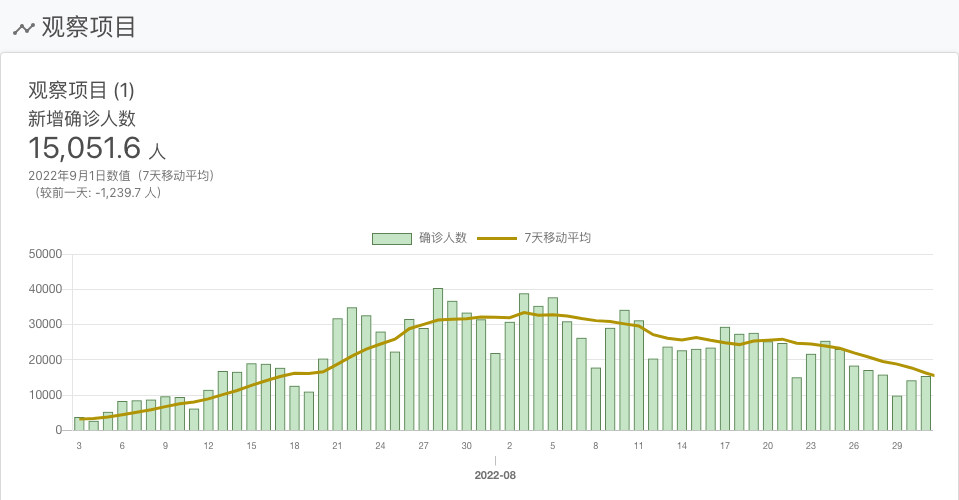 观察项目
观察项目 (1)
新增确诊人数
15,051.6 人
2022年9月1日数值（7天移动平均）
（较前一天: -1,239.7 人）
确诊人数 7天移动平均
50000
40000
30000
20000
10000
0
3 6 9 12 15 18 21 24 27 30 2 5 8 11 14 17 20 23 26 29
2022-08